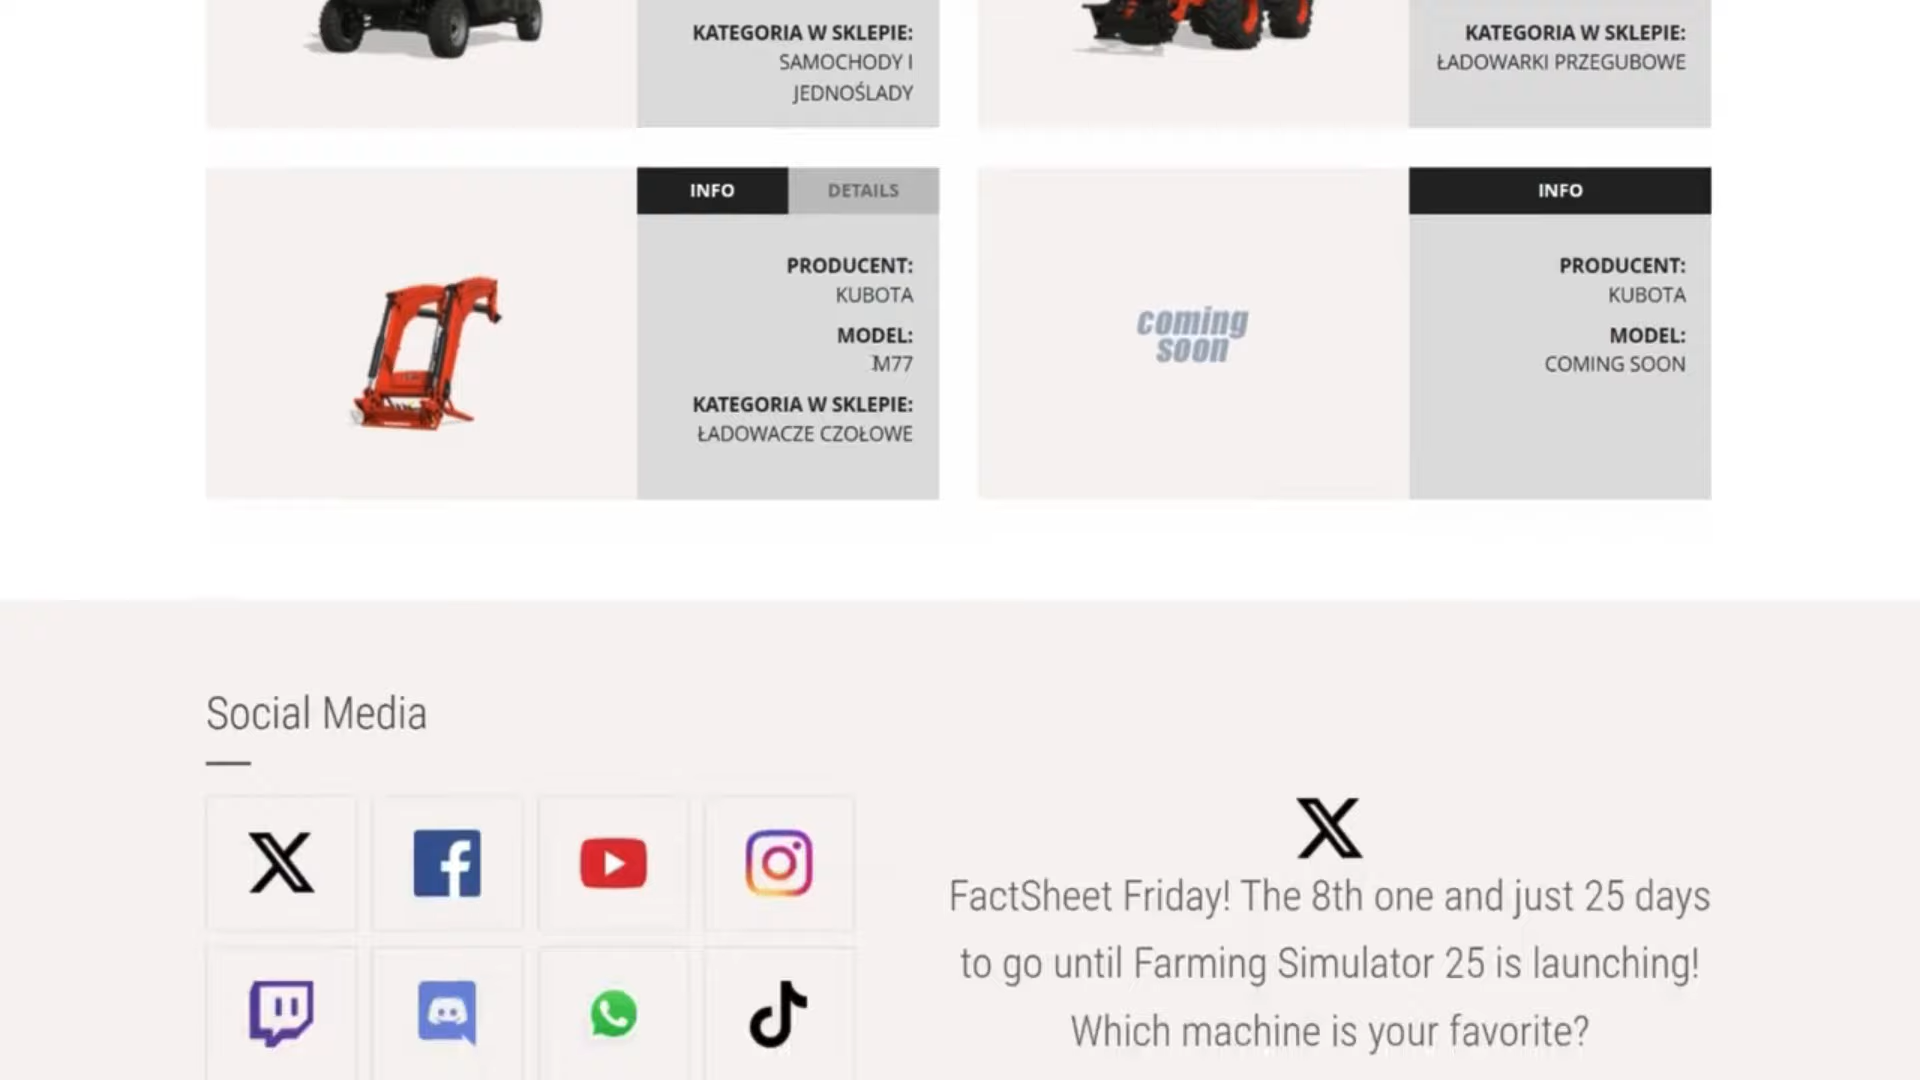 KATEGORIA W SKLEPIE:
SAMOCHODY I
JEDNOŚLADY
KATEGORIA W SKLEPIE:
ŁADOWARKI PRZEGUBOWE
INFO
DETAILS
PRODUCENT:
KUBOTA
MODEL:
M77
KATEGORIA W SKLEPIE:
ŁADOWACZE CZOŁOWE
coming
soon
INFO
PRODUCENT:
KUBOTA
MODEL:
COMING SOON
Social Media
FactSheet Friday! The 8th one and just 25 days
to go until Farming Simulator 25 is launching!
Which machine is your favorite?